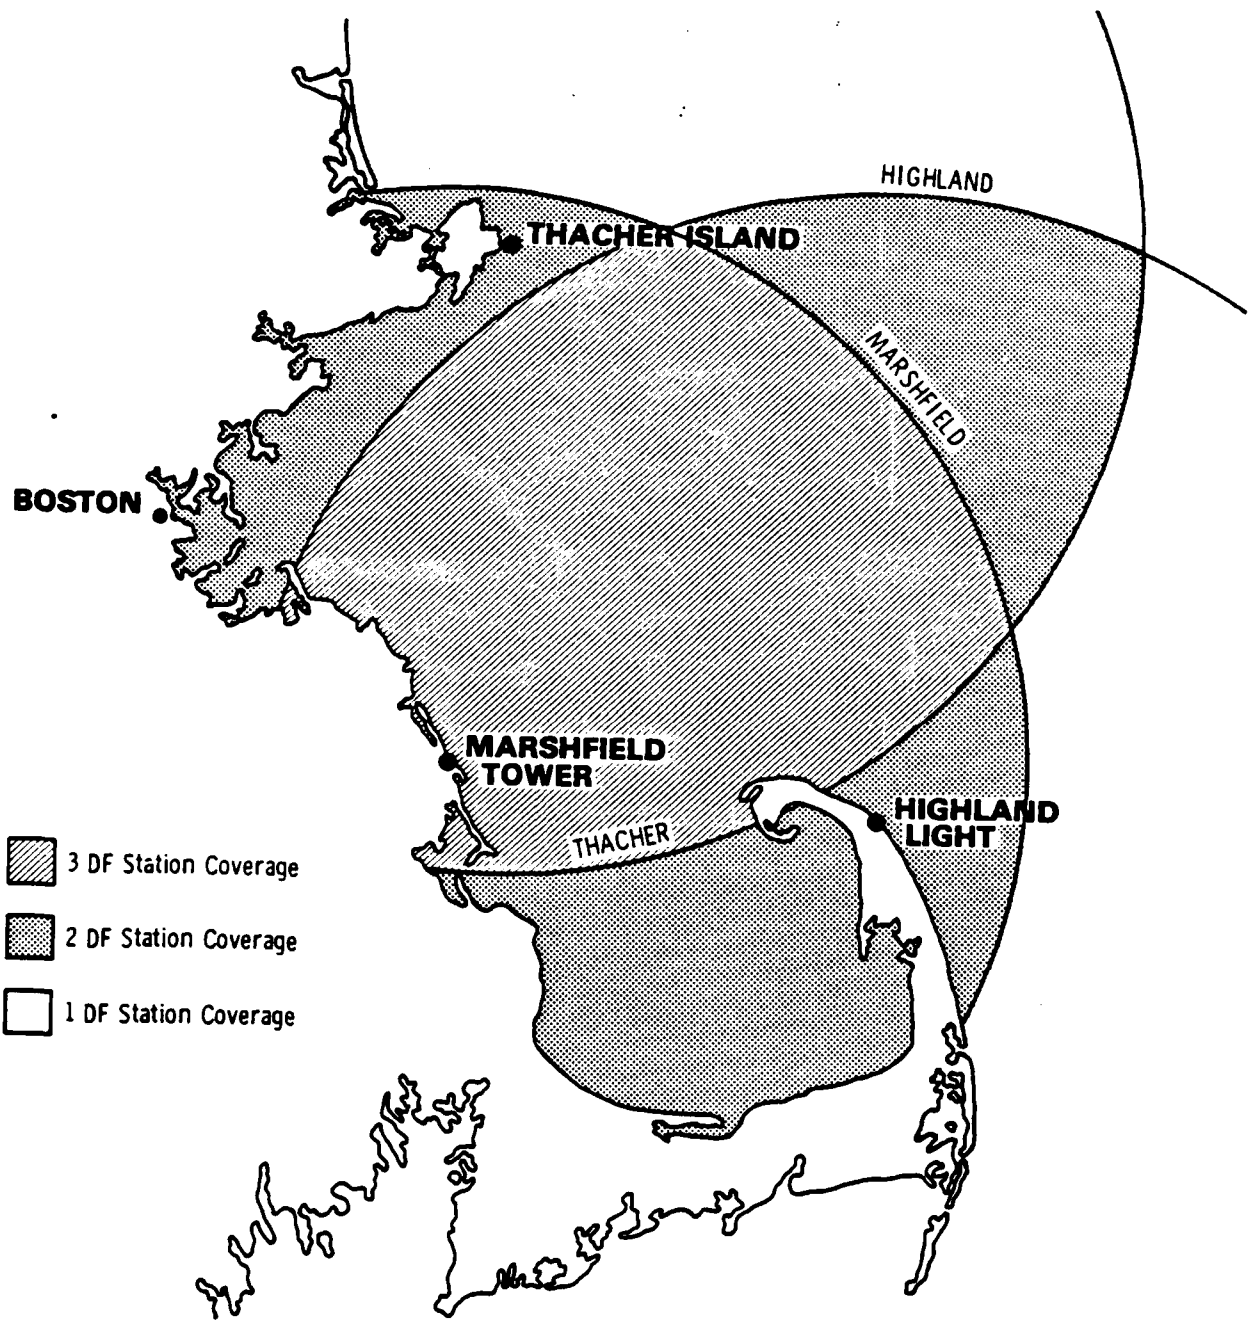 HIGHLAND
THACHER ISLAND
MARSHFIELD
BOSTON
MARSHFIELD
TOWER
HIGHLAND
LIGHT
THACHER
3 DF Station Coverage
2 DF Station Coverage
1 DF Station Coverage